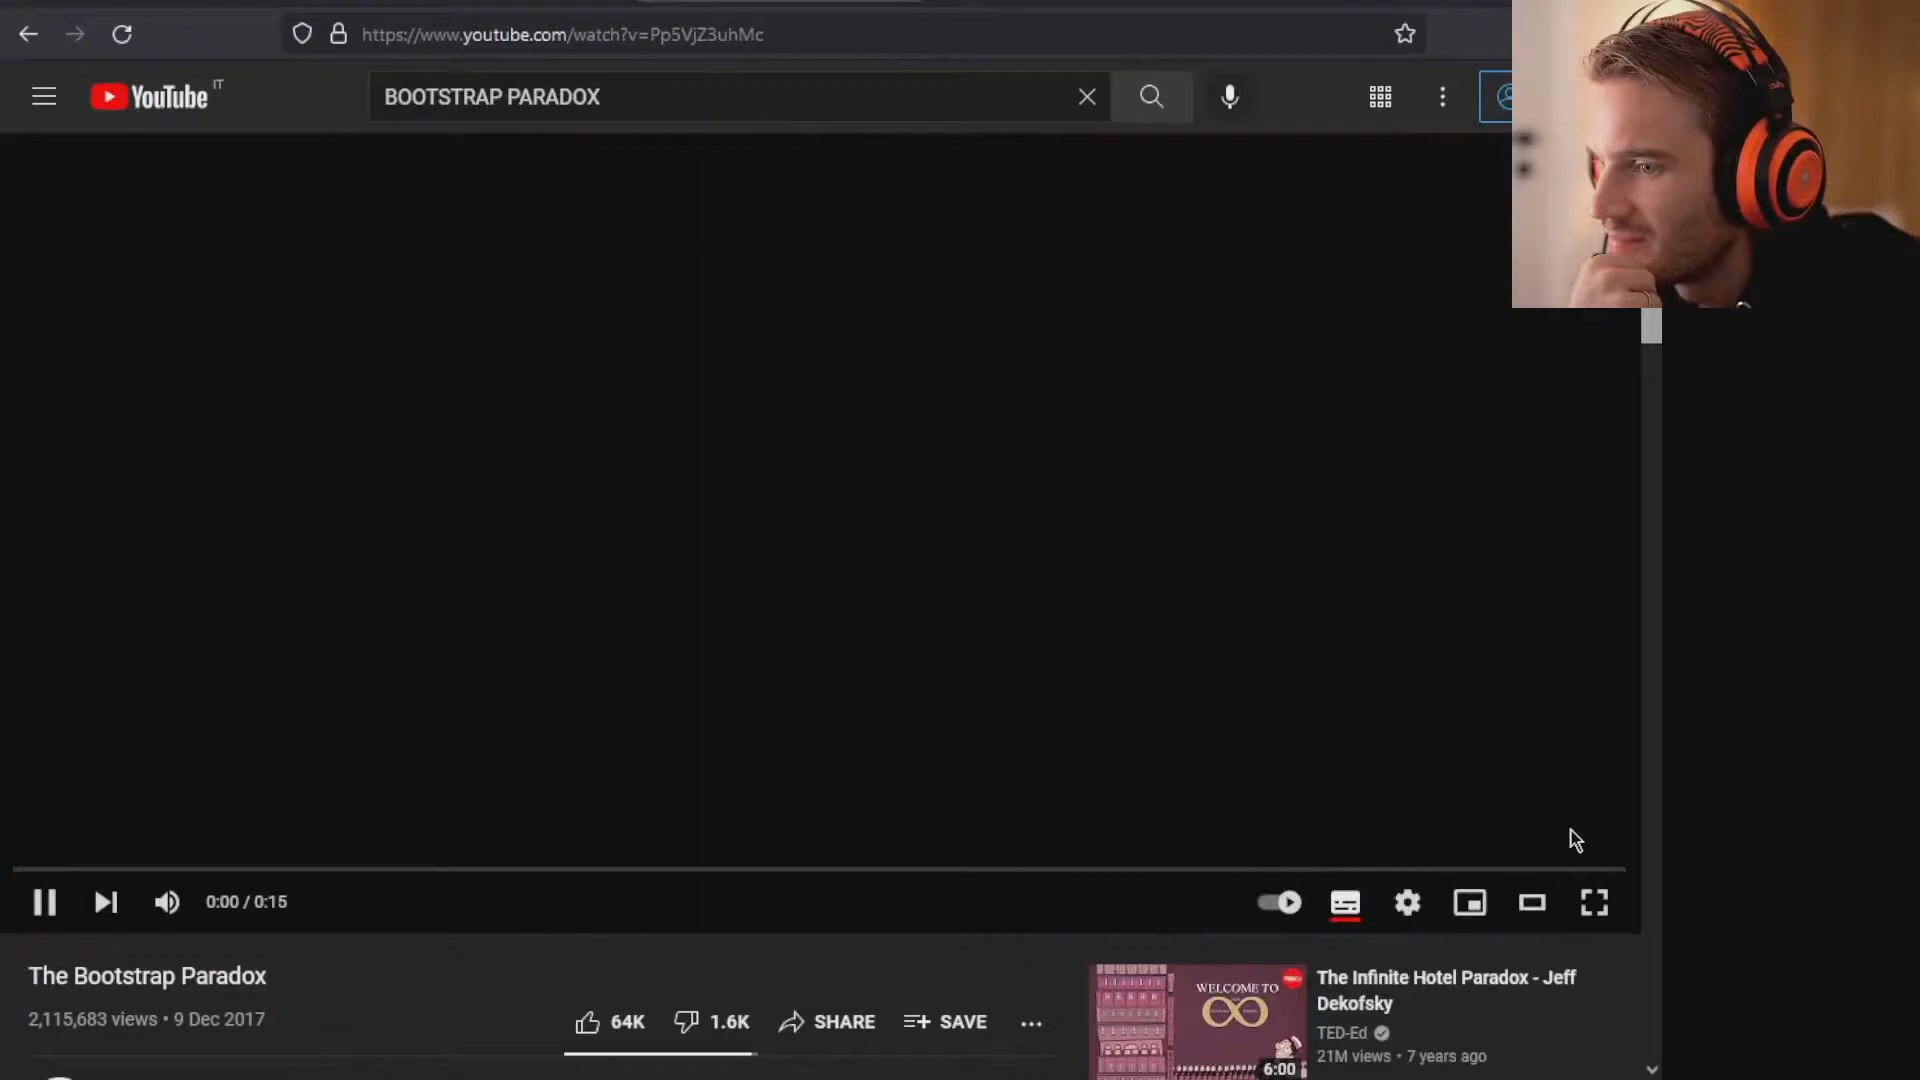 https://www.youtube.com/watch?v=Pp5VjZ3uhMc
YouTube IT
BOOTSTRAP PARADOX
0:00 / 0:15
The Bootstrap Paradox
2,115,683 views • 9 Dec 2017
64K
1.6K
SHARE
SAVE
WELCOME TO
6:00
The Infinite Hotel Paradox - Jeff
Dekofsky
TED-Ed
21M views • 7 years ago